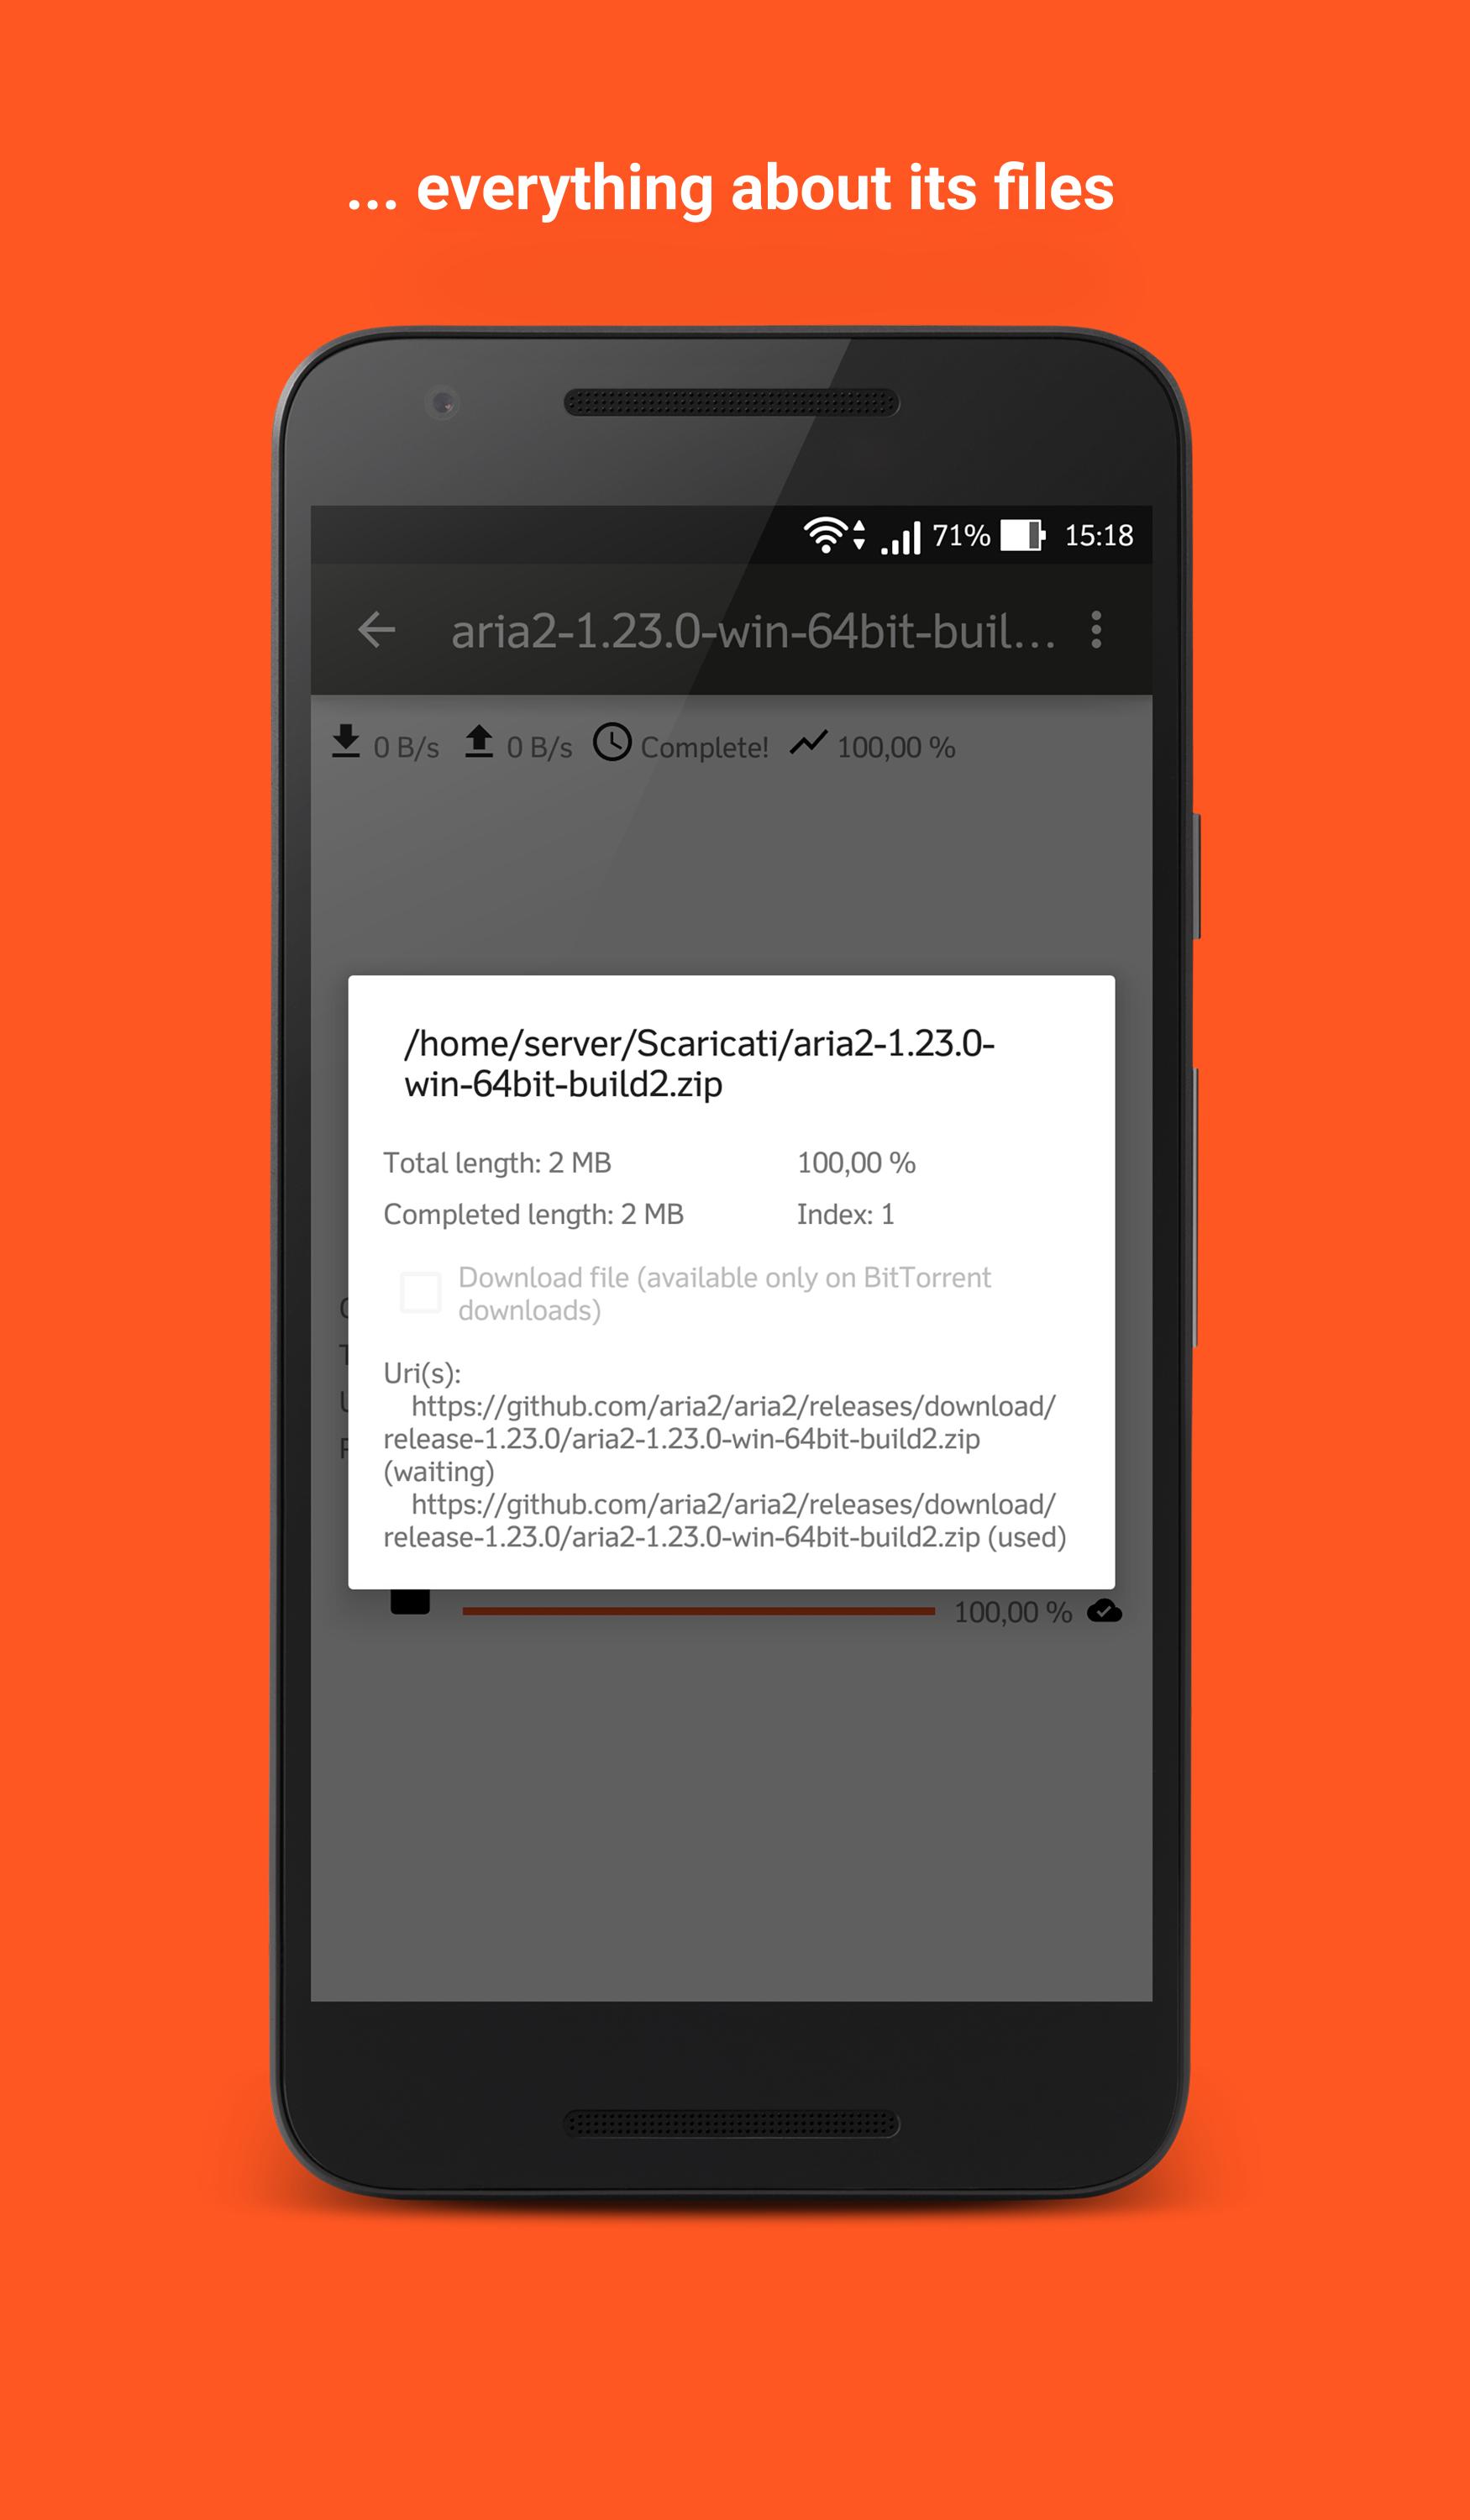 ... everything about its files
71% 15:18
aria2-1.23.0-win-64bit-buil...
0 B/s 0 B/s Complete! 100,00 %
/home/server/Scaricati/aria2-1.23.0-
win-64bit-build2.zip
Total length: 2 MB 100,00 %
Completed length: 2 MB Index: 1
Download file (available only on BitTorrent
downloads)
Uri(s):
https://github.com/aria2/aria2/releases/download/
release-1.23.0/aria2-1.23.0-win-64bit-build2.zip
(waiting)
https://github.com/aria2/aria2/releases/download/
release-1.23.0/aria2-1.23.0-win-64bit-build2.zip (used)
100,00 %